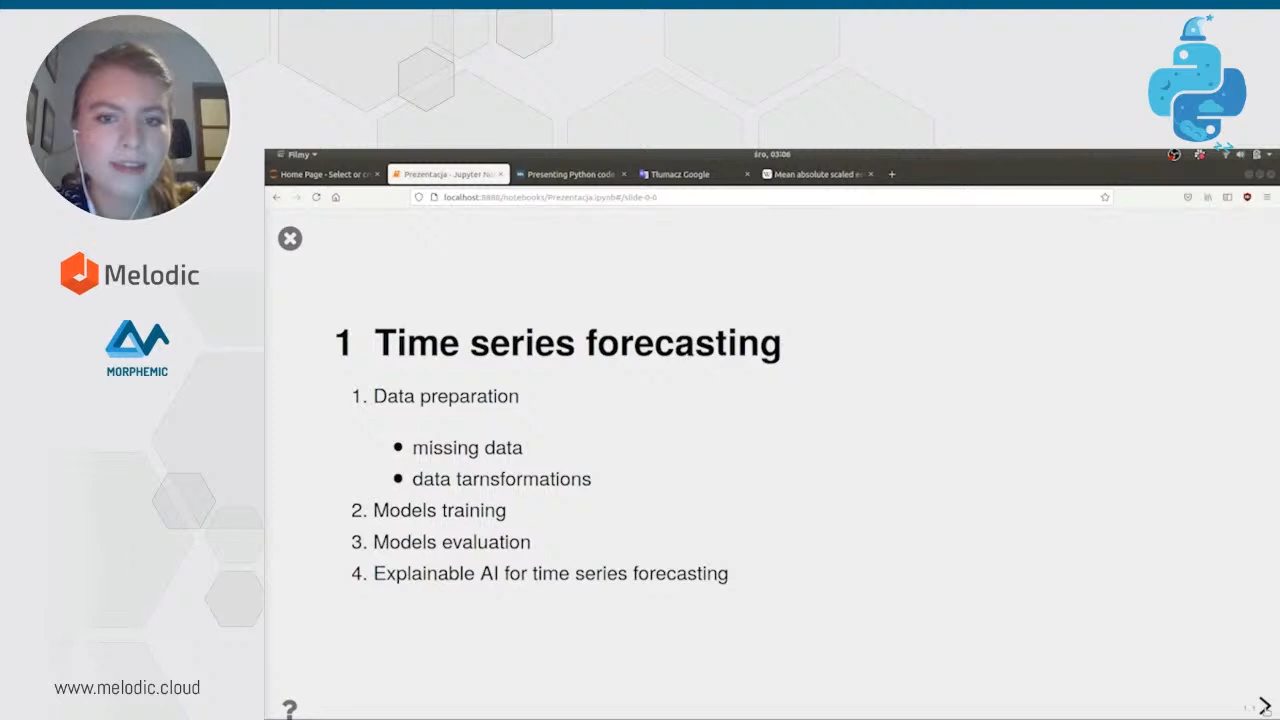 Filmy
śro, 03:06
Home Page - Select or cr
Prezentacja - Jupyter No
Presenting Python code
Tłumacz Google
Mean absolute scaled e
localhost:8888/notebooks/Prezentacja.ipynb#/slide-0-0
Melodic
MORPHEMIC
1 Time series forecasting
1. Data preparation
• missing data
• data tarnsformations
2. Models training
3. Models evaluation
4. Explainable AI for time series forecasting
www.melodic.cloud
?